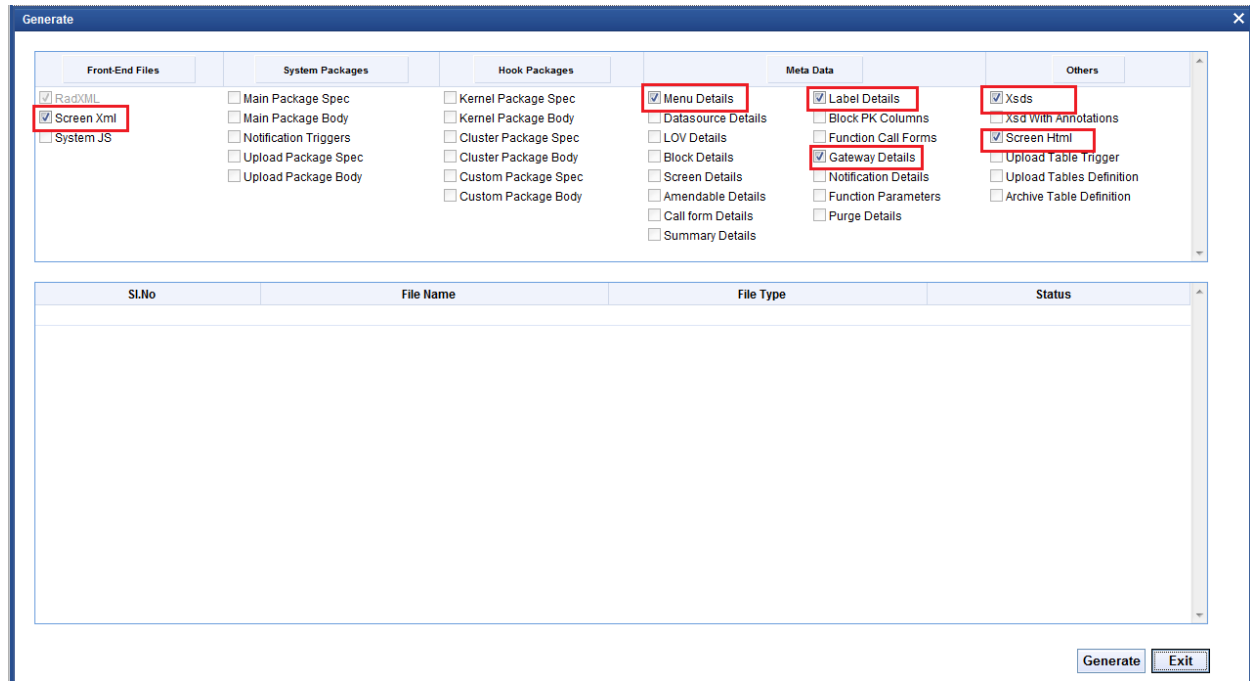 Generate
Front-End Files System Packages Hook Packages Meta Data Others
RadXML Main Package Spec Kernel Package Spec Menu Details Label Details Xsds
Screen Xml Main Package Body Kernel Package Body Datasource Details Block PK Columns Xsd With Annotations
System JS Notification Triggers Cluster Package Spec LOV Details Function Call Forms Screen Html
Upload Package Spec Cluster Package Body Block Details Gateway Details Upload Table Trigger
Upload Package Body Custom Package Spec Screen Details Notification Details Upload Tables Definition
Custom Package Body Amendable Details Function Parameters Archive Table Definition
Call form Details Purge Details
Summary Details
Sl.No File Name File Type Status
Generate Exit